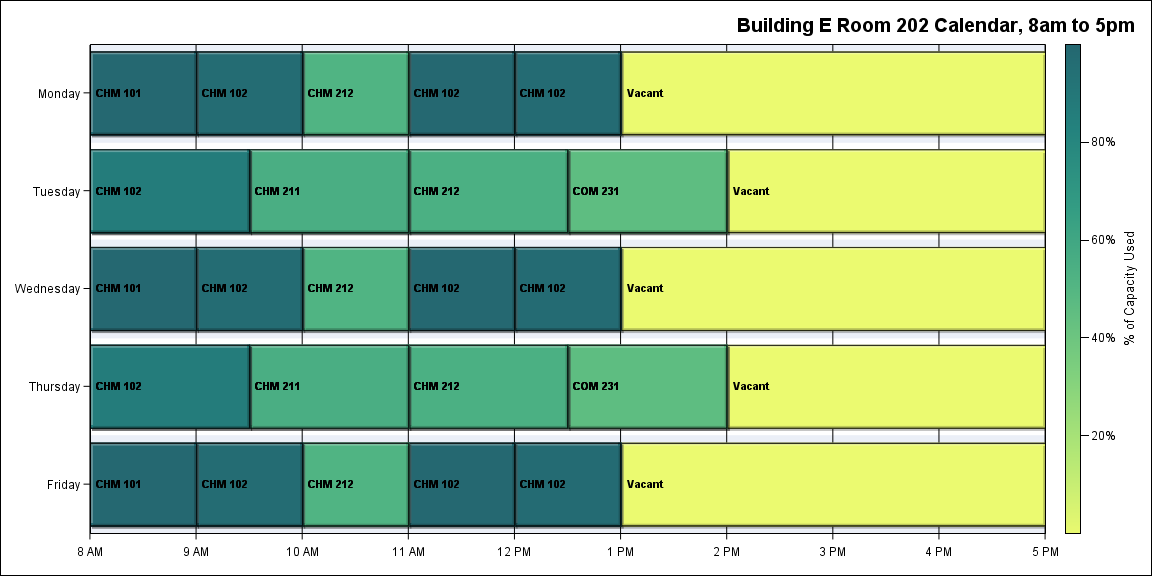 Building E Room 202 Calendar, 8am to 5pm
Monday
CHM 101 CHM 102 CHM 212 CHM 102 CHM 102 Vacant
Tuesday
CHM 102 CHM 211 CHM 212 COM 231 Vacant
Wednesday
CHM 101 CHM 102 CHM 212 CHM 102 CHM 102 Vacant
Thursday
CHM 102 CHM 211 CHM 212 COM 231 Vacant
Friday
CHM 101 CHM 102 CHM 212 CHM 102 CHM 102 Vacant
8 AM 9 AM 10 AM 11 AM 12 PM 1 PM 2 PM 3 PM 4 PM 5 PM
80%
60%
40%
20%
% of Capacity Used